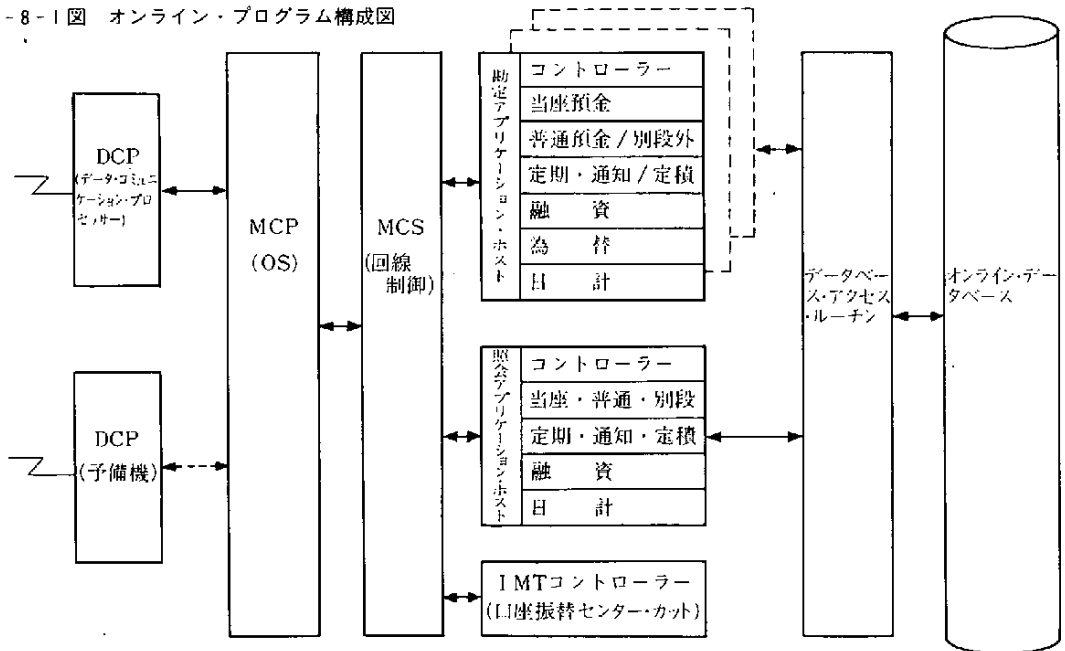 -8-1図 オンライン・プログラム構成図
DCP
(データ・コミュニ
ケーション・プロ
セッサー)
DCP
(予備機)
MCP
(OS)
MCS
(回線
制御)
勘定アプリケーション・ホスト
コントローラー
当座預金
普通預金/別段外
定期・通知/定積
融 資
為 替
日 計
照会アプリケーション・ホスト
コントローラー
当座・普通・別段
定期・通知・定積
融 資
日 計
IMTコントローラー
(口座振替センター・カット)
データベー
ス・アクセス
・ルーチン
オンライン・デー
タベース